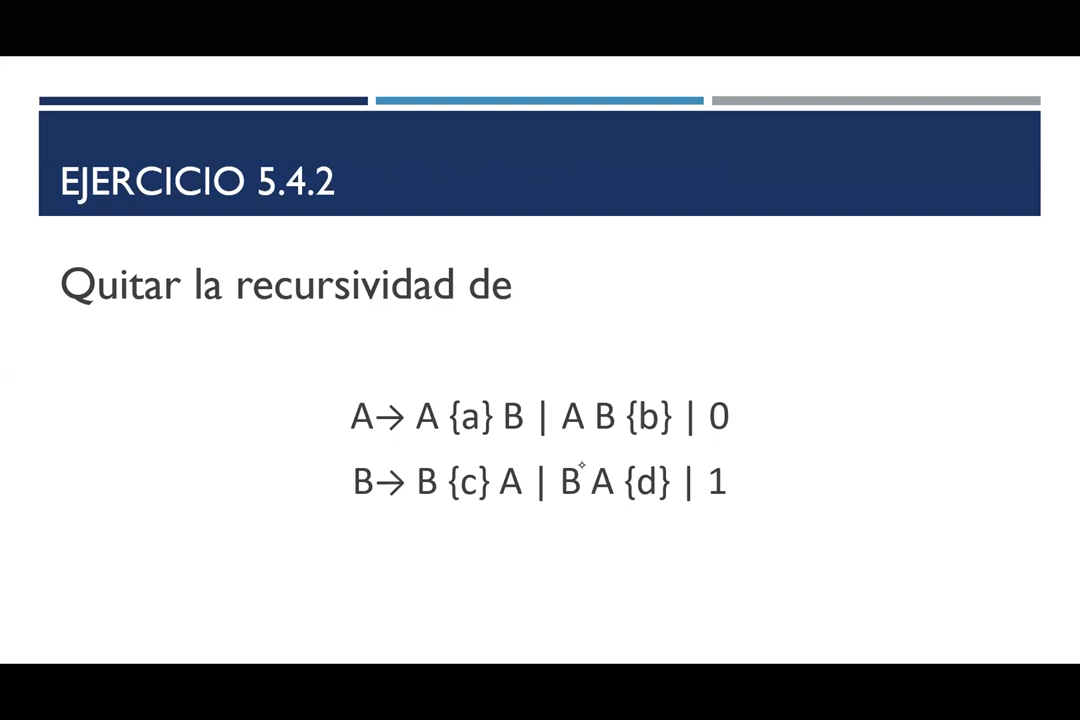 EJERCICIO 5.4.2
Quitar la recursividad de
A→ A {a} B | A B {b} | 0
B→ B {c} A | B A {d} | 1